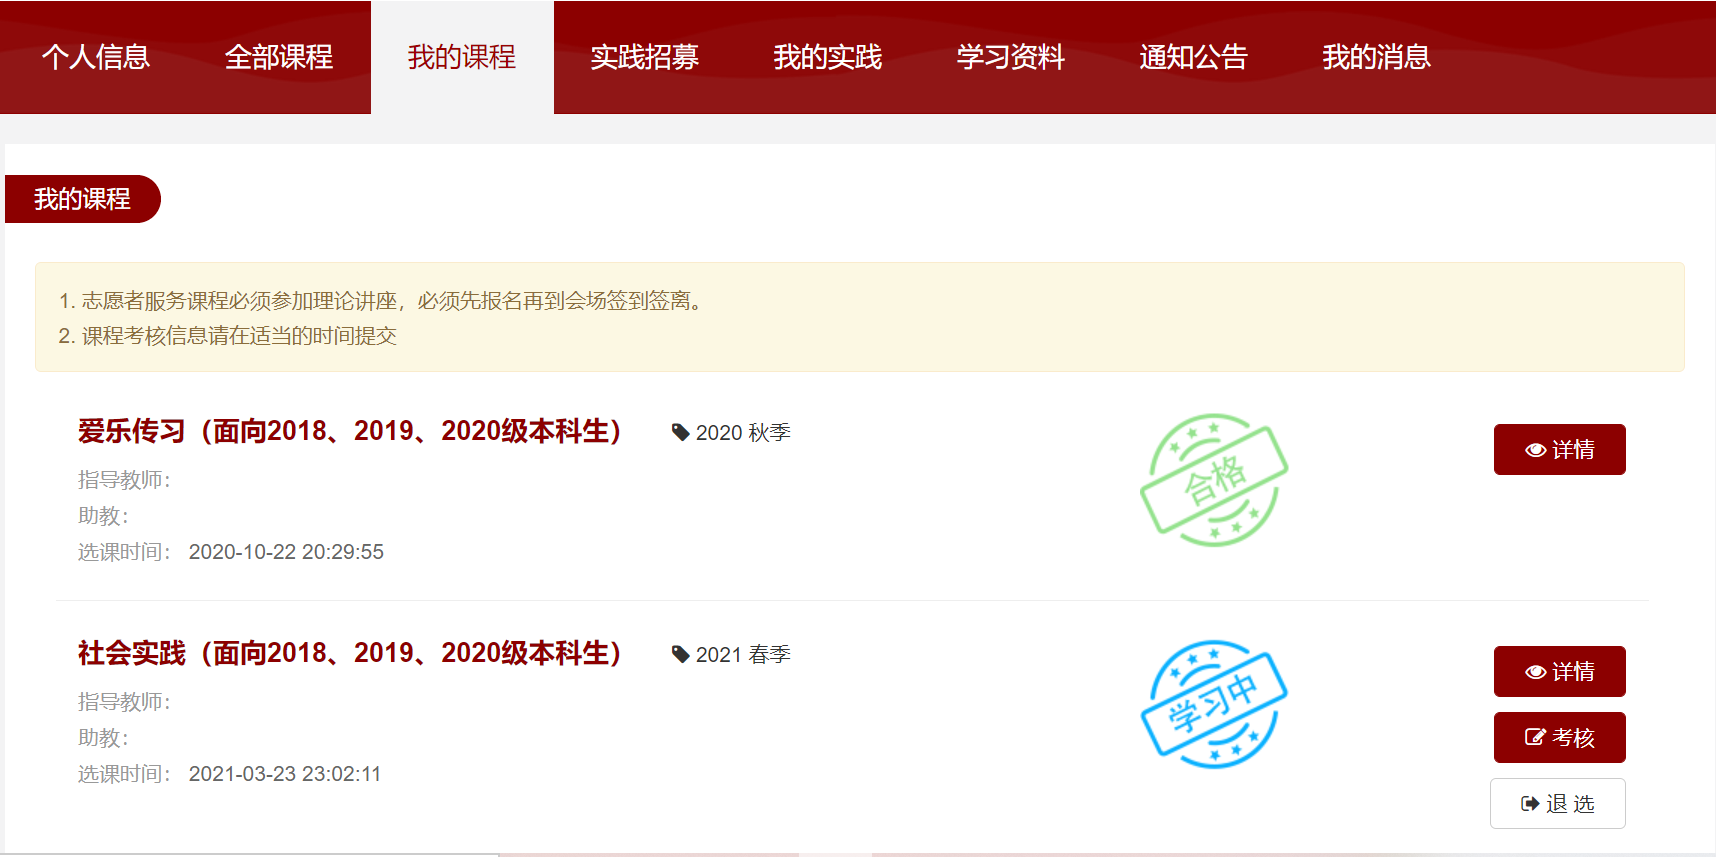 个人信息 全部课程 我的课程 实践招募 我的实践 学习资料 通知公告 我的消息
我的课程
1. 志愿者服务课程必须参加理论讲座，必须先报名再到会场签到签离。
2. 课程考核信息请在适当的时间提交
爱乐传习（面向2018、2019、2020级本科生） 2020 秋季
合格
详情
指导教师：
助教：
选课时间： 2020-10-22 20:29:55
社会实践（面向2018、2019、2020级本科生） 2021 春季
学习中
详情
指导教师：
考核
助教：
选课时间： 2021-03-23 23:02:11
退 选